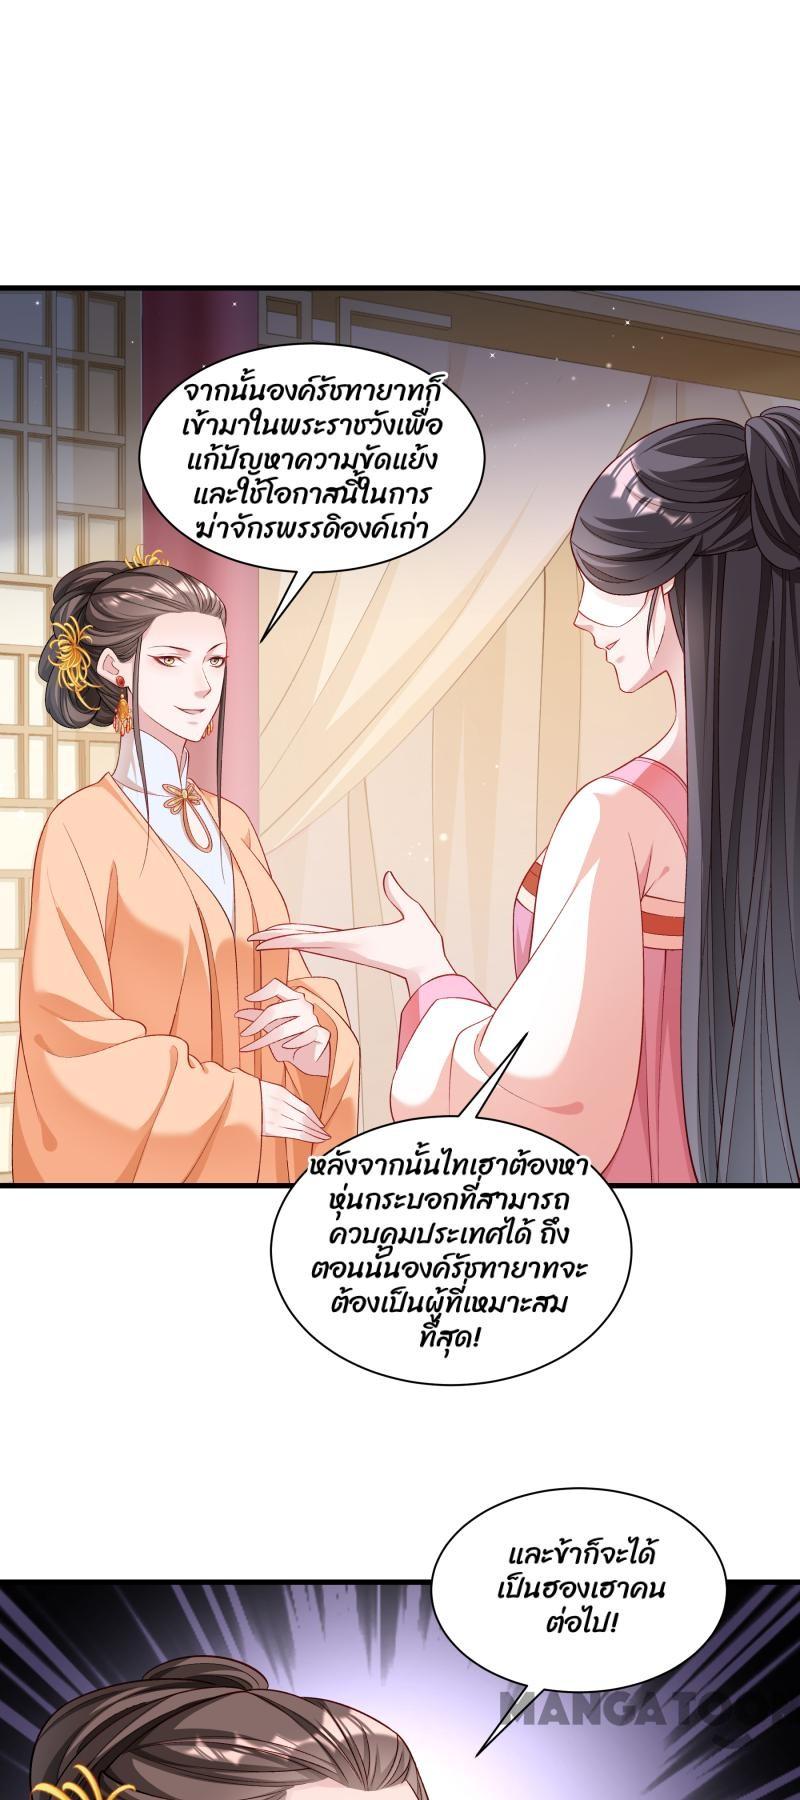 จากนั้นองค์รัชทายาทก็
เข้ามาในพระราชวังเพื่อ
แก้ปัญหาความขัดแย้ง
และใช้โอกาสนี้ในการ
ฆ่าจักรพรรดิองค์เก่า
หลังจากนั้นไทเฮาต้องหา
หุ่นกระบอกที่สามารถ
ควบคุมประเทศได้ ถึง
ตอนนั้นองค์รัชทายาทจะ
ต้องเป็นผู้ที่เหมาะสม
ที่สุด!
และข้าก็จะได้
เป็นฮองเฮาคน
ต่อไป!
MANGA TOON